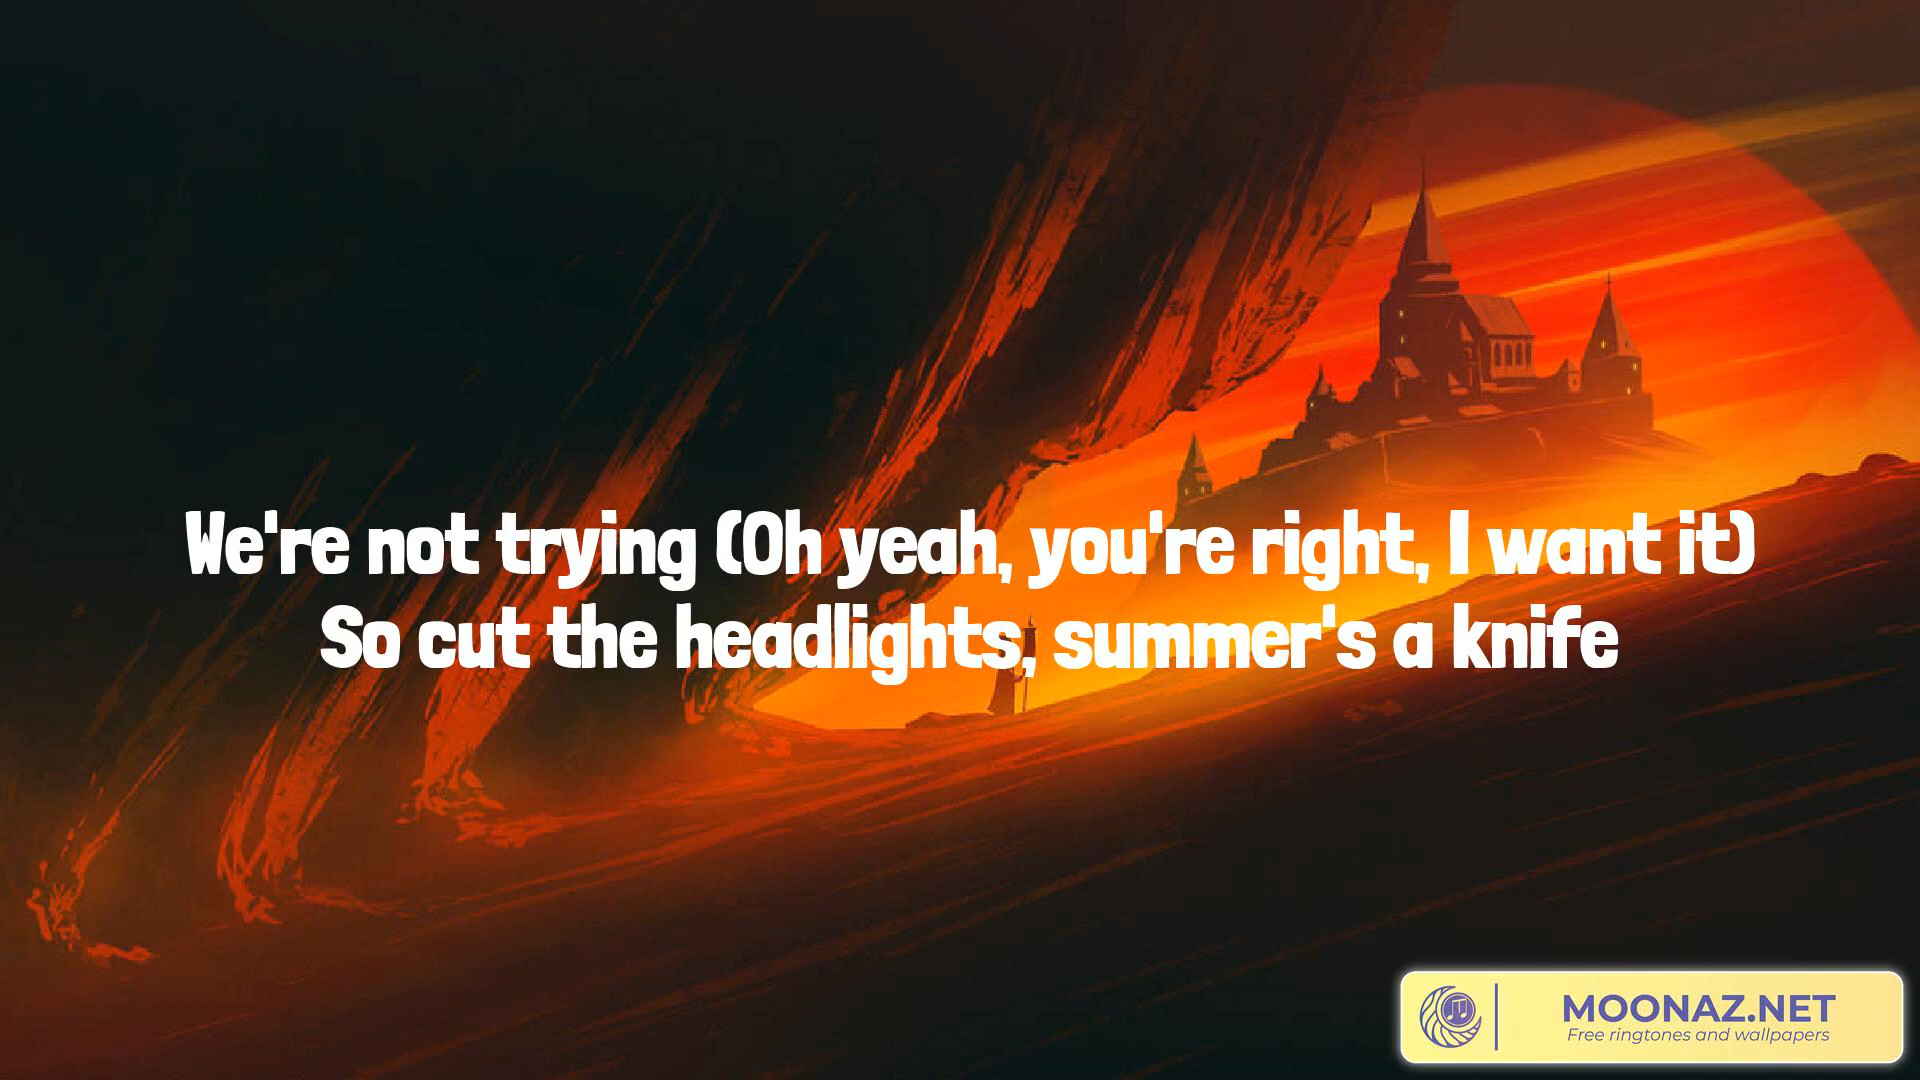 We're not trying (Oh yeah, you're right, I want it)
So cut the headlights, summer's a knife
MOONAZ.NET
Free ringtones and wallpapers